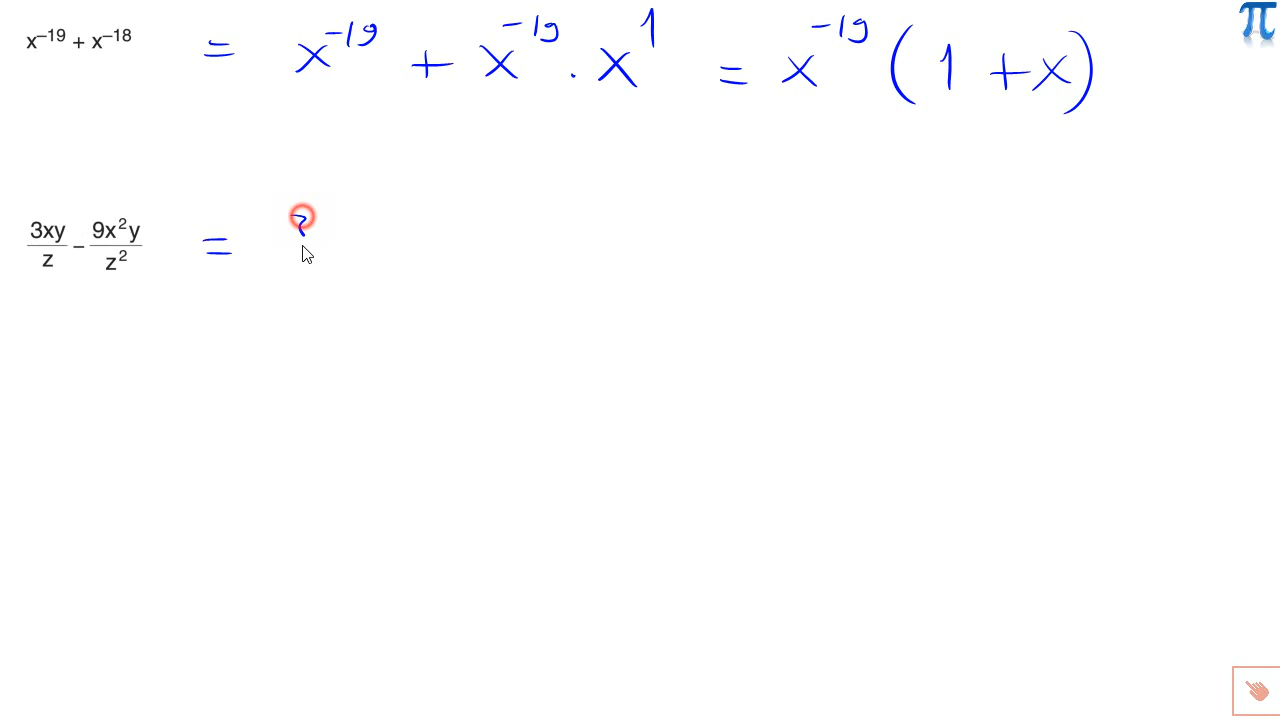 x⁻¹⁹ + x⁻¹⁸ = x⁻¹⁹ + x⁻¹⁹ · x¹ = x⁻¹⁹ (1 + x)
3xy/z − 9x²y/z² =
π